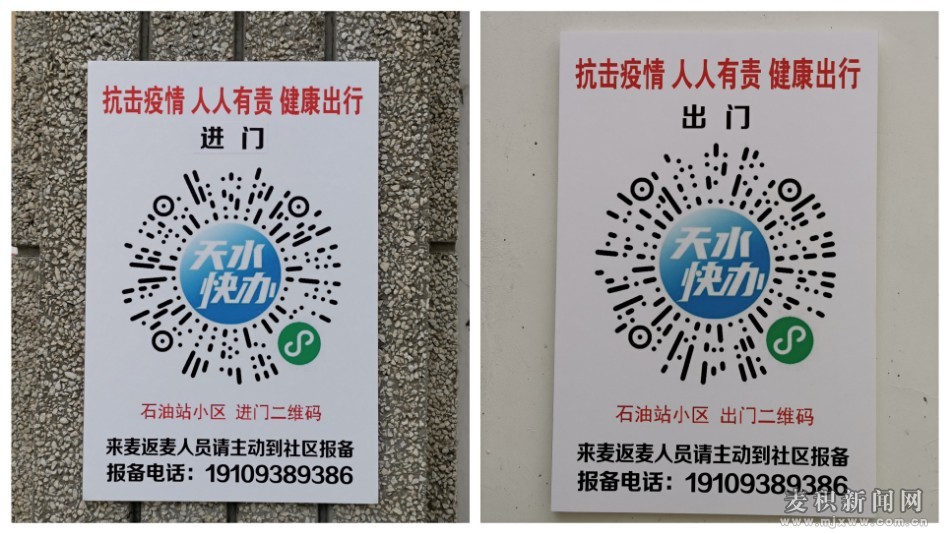 抗击疫情 人人有责 健康出行
进 门
天水
快办
石油站小区 进门二维码
来麦返麦人员请主动到社区报备
报备电话：19109389386
抗击疫情 人人有责 健康出行
出 门
天水
快办
石油站小区 出门二维码
来麦返麦人员请主动到社区报备
报备电话：19109389386
麦积新闻网
www.mjxww.com.cn